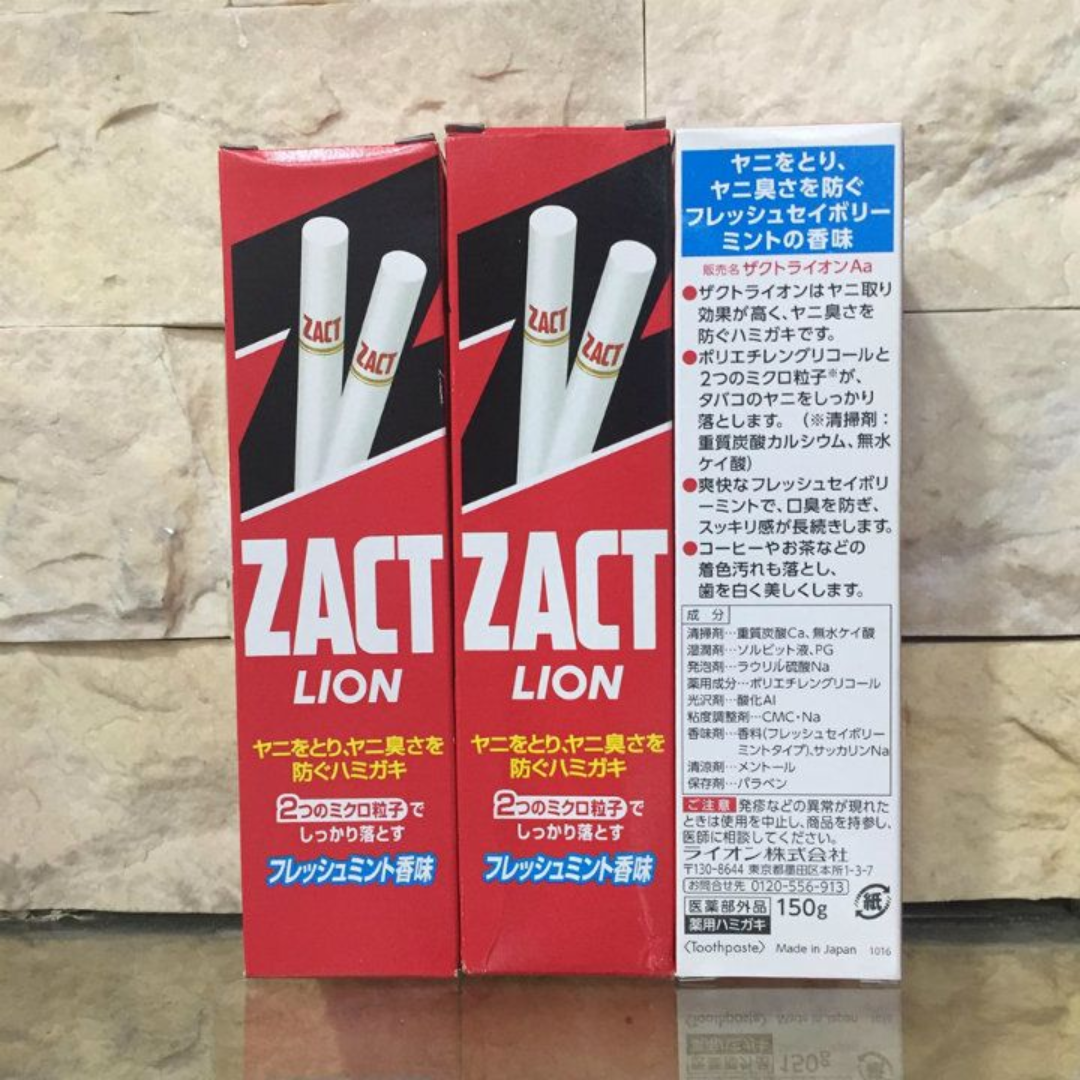 ZACT
ZACT
ZACT
LION
ヤニをとり、ヤニ臭さを
防ぐハミガキ
2つのミクロ粒子で
しっかり落とす
フレッシュミント香味
ZACT
ZACT
ZACT
LION
ヤニをとり、ヤニ臭さを
防ぐハミガキ
2つのミクロ粒子で
しっかり落とす
フレッシュミント香味
ヤニをとり、
ヤニ臭さを防ぐ
フレッシュセイボリー
ミントの香味
販売名 ザクトライオンAa
●ザクトライオンはヤニ取り
効果が高く、ヤニ臭さを
防ぐハミガキです。
●ポリエチレングリコールと
2つのミクロ粒子※が、
タバコのヤニをしっかり
落とします。（※清掃剤：
重質炭酸カルシウム、無水
ケイ酸）
●爽快なフレッシュセイボリ
ーミントで、口臭を防ぎ、
スッキリ感が長続きします。
●コーヒーやお茶などの
着色汚れも落とし、
歯を白く美しくします。
成 分
清掃剤…重質炭酸Ca、無水ケイ酸
湿潤剤…ソルビット液、PG
発泡剤…ラウリル硫酸Na
薬用成分…ポリエチレングリコール
光沢剤…酸化Al
粘度調整剤…CMC・Na
香味剤…香料(フレッシュセイボリー
ミントタイプ)、サッカリンNa
清涼剤…メントール
保存剤…パラベン
ご注意 発疹などの異常が現れた
ときは使用を中止し、商品を持参し、
医師に相談してください。
ライオン株式会社
〒130-8644 東京都墨田区本所1-3-7
お問合せ先 0120-556-913
医薬部外品 150g 紙
薬用ハミガキ
〈Toothpaste〉 Made in Japan 1016